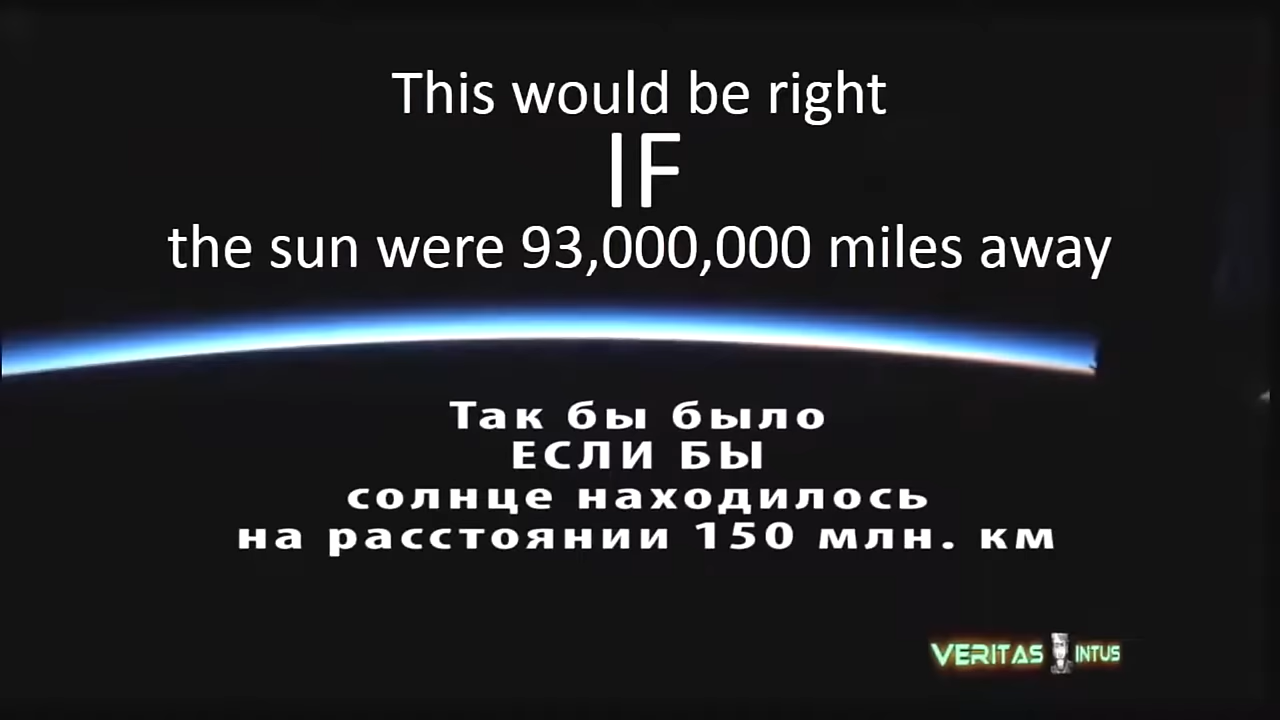 This would be right
IF
the sun were 93,000,000 miles away
Так бы было
ЕСЛИ БЫ
солнце находилось
на расстоянии 150 млн. км
VERITAS INTUS